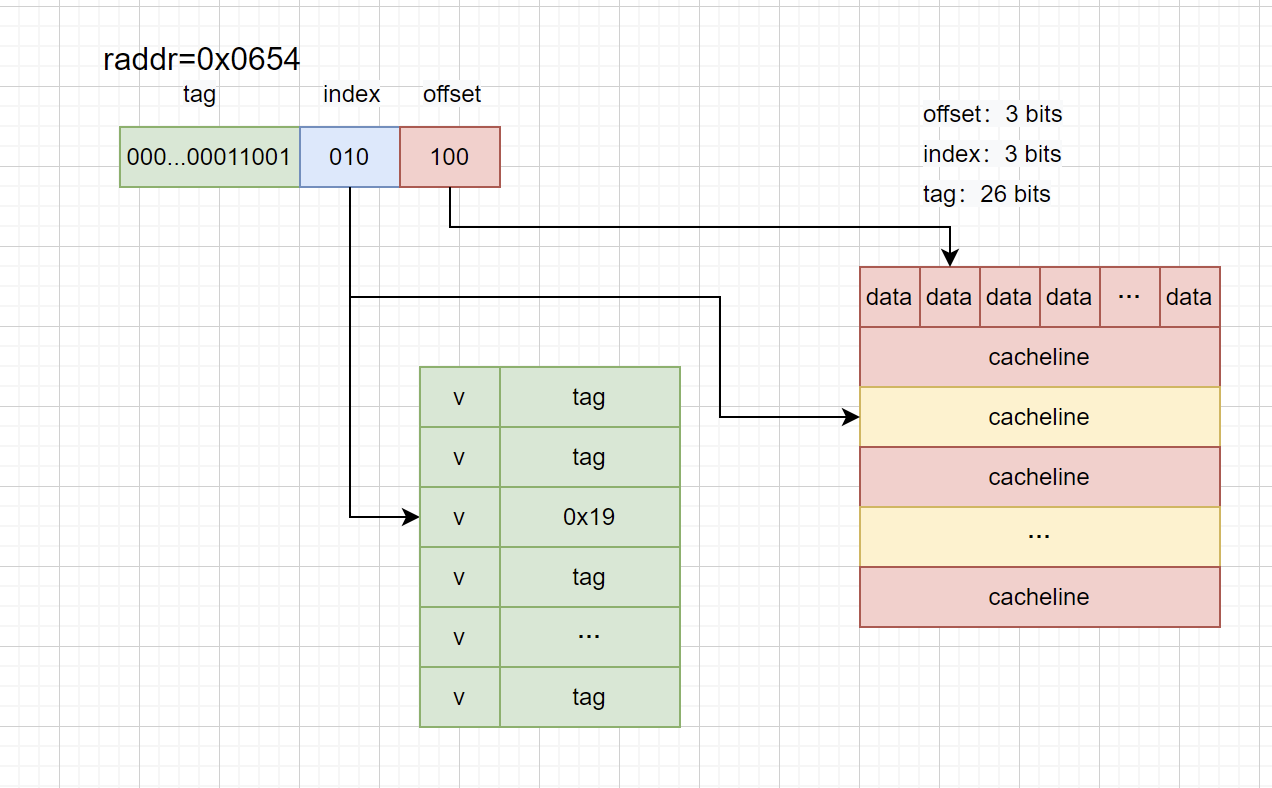 raddr=0x0654
tag index offset
000...00011001 010 100
offset：3 bits
index：3 bits
tag：26 bits
data data data data ... data
cacheline
cacheline
cacheline
...
cacheline
v tag
v tag
v 0x19
v tag
v ...
v tag